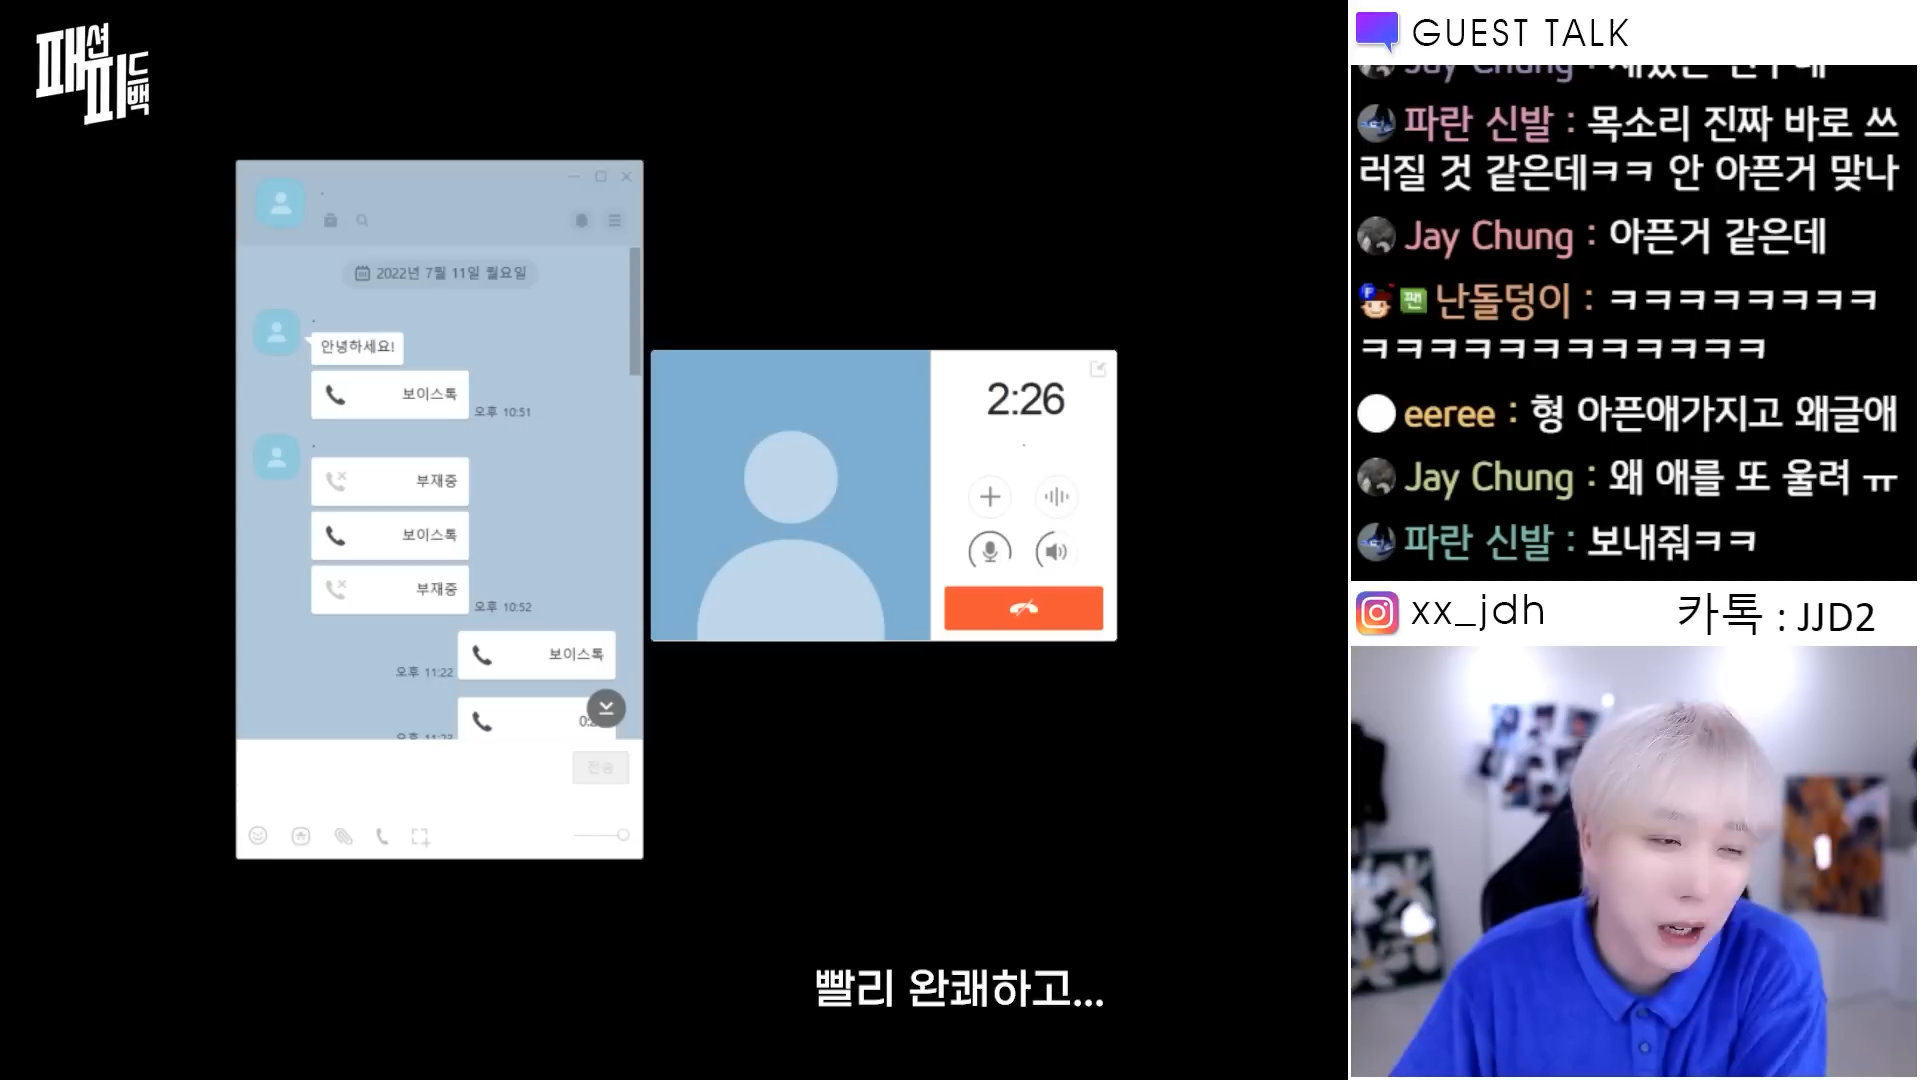 패션
피드백
2022년 7월 11일 월요일
안녕하세요!
보이스톡
오후 10:51
부재중
보이스톡
부재중
오후 10:52
보이스톡
오후 11:22
전송
2:26
빨리 완쾌하고...
GUEST TALK
Jay Chung :
파란 신발 : 목소리 진짜 바로 쓰
러질 것 같은데ㅋㅋ 안 아픈거 맞나
Jay Chung : 아픈거 같은데
F 팬 난돌덩이 : ㅋㅋㅋㅋㅋㅋㅋㅋ
ㅋㅋㅋㅋㅋㅋㅋㅋㅋㅋㅋㅋ
eeree : 형 아픈애가지고 왜글애
Jay Chung : 왜 애를 또 울려 ㅠ
파란 신발 : 보내줘ㅋㅋ
xx_jdh
카톡 : JJD2